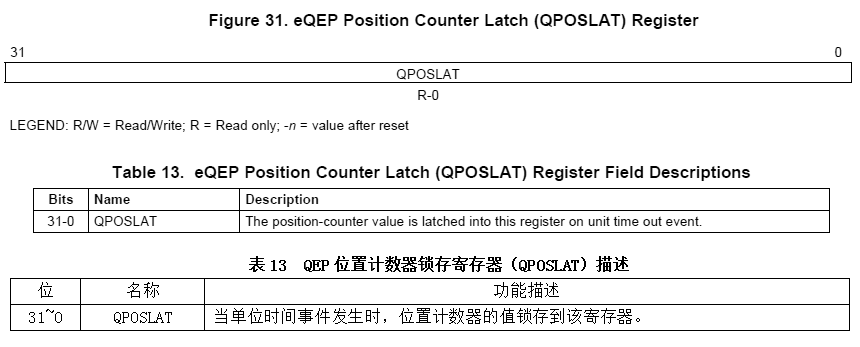 Figure 31. eQEP Position Counter Latch (QPOSLAT) Register
31 0
QPOSLAT
R-0
LEGEND: R/W = Read/Write; R = Read only; -n = value after reset
Table 13. eQEP Position Counter Latch (QPOSLAT) Register Field Descriptions
Bits Name Description
31-0 QPOSLAT The position-counter value is latched into this register on unit time out event.
表 13 QEP 位置计数器锁存寄存器（QPOSLAT）描述
位 名称 功能描述
31~0 QPOSLAT 当单位时间事件发生时，位置计数器的值锁存到该寄存器。